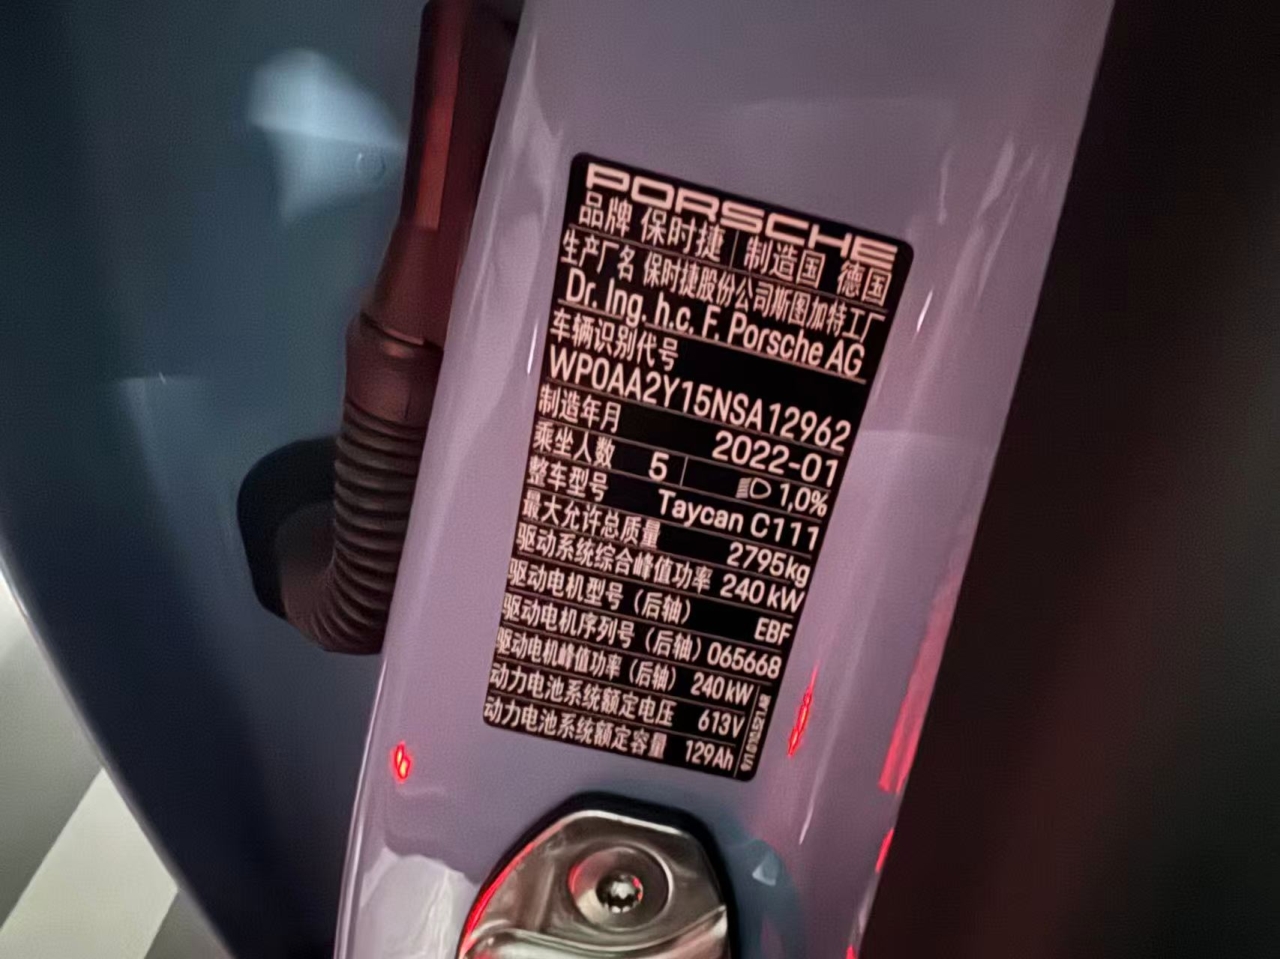 PORSCHE
品牌 保时捷 制造国 德国
生产厂名 保时捷股份公司斯图加特工厂
Dr. Ing. h.c. F. Porsche AG
车辆识别代号
WP0AA2Y15NSA12962
制造年月 2022-01
乘坐人数 5 1,0%
整车型号 Taycan C111
最大允许总质量 2795kg
驱动系统综合峰值功率 240 kW
驱动电机型号（后轴） EBF
驱动电机序列号（后轴） 065668
驱动电机峰值功率（后轴） 240 kW
动力电池系统额定电压 613V
动力电池系统额定容量 129Ah